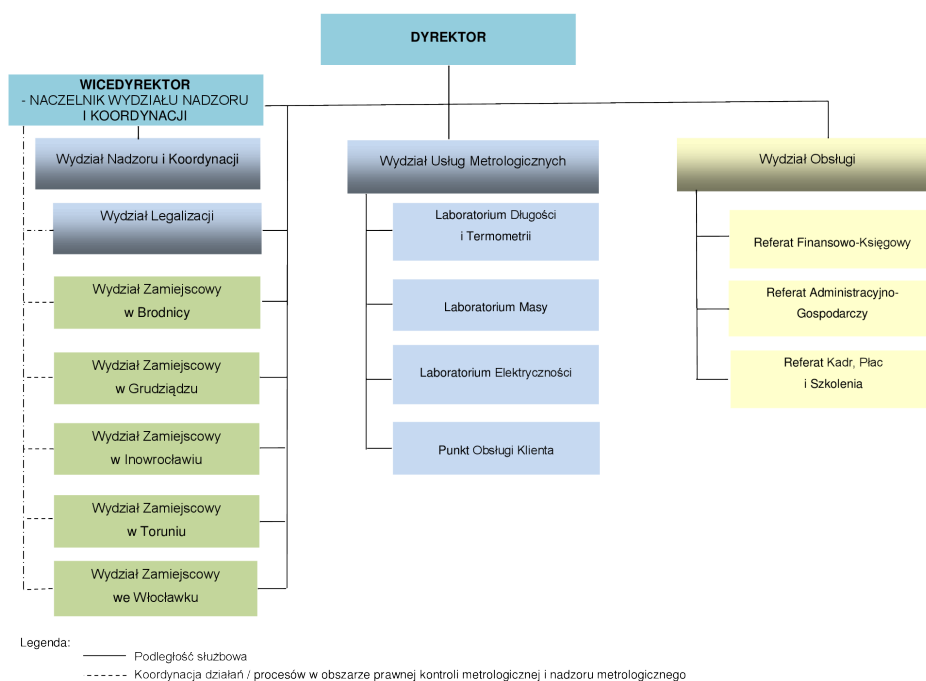 DYREKTOR
WICEDYREKTOR
- NACZELNIK WYDZIAŁU NADZORU
I KOORDYNACJI
Wydział Nadzoru i Koordynacji
Wydział Legalizacji
Wydział Zamiejscowy
w Brodnicy
Wydział Zamiejscowy
w Grudziądzu
Wydział Zamiejscowy
w Inowrocławiu
Wydział Zamiejscowy
w Toruniu
Wydział Zamiejscowy
we Włocławku
Wydział Usług Metrologicznych
Laboratorium Długości
i Termometrii
Laboratorium Masy
Laboratorium Elektryczności
Punkt Obsługi Klienta
Wydział Obsługi
Referat Finansowo-Księgowy
Referat Administracyjno-
Gospodarczy
Referat Kadr, Płac
i Szkolenia
Legenda:
Podległość służbowa
Koordynacja działań / procesów w obszarze prawnej kontroli metrologicznej i nadzoru metrologicznego